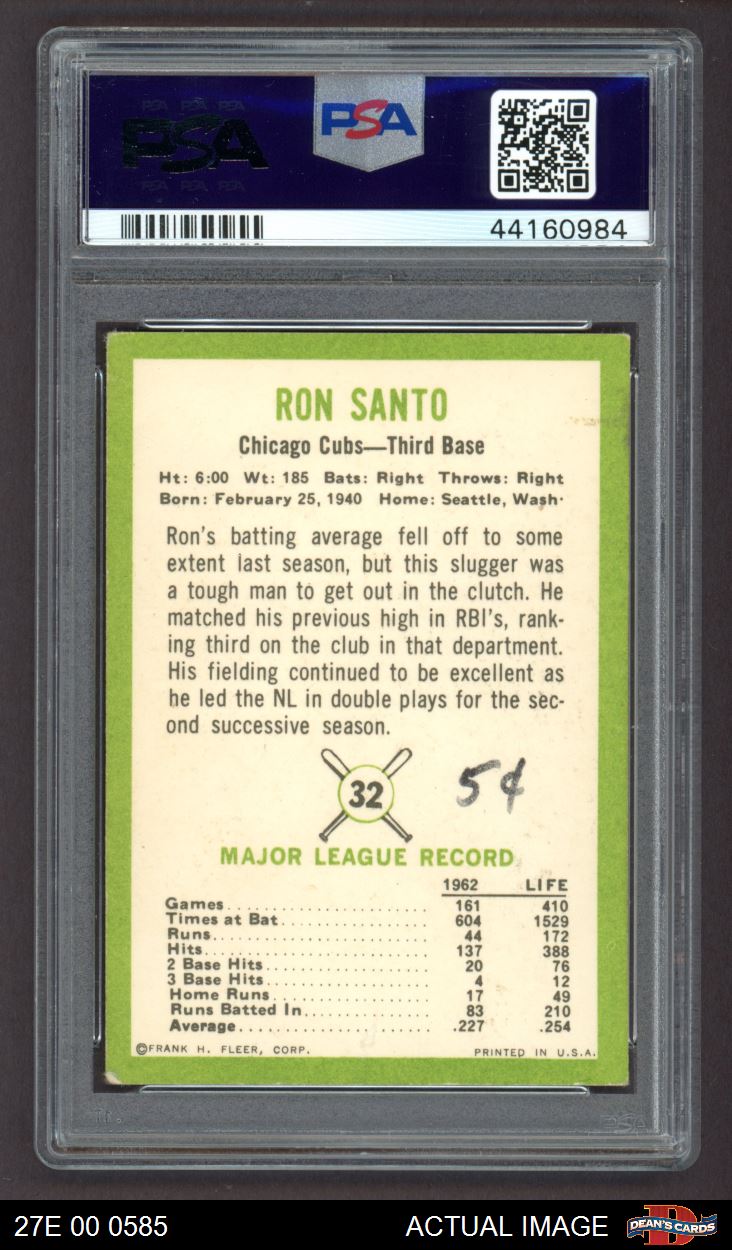 PSA PSA PSA
PSA
PSA PSA PSA
PSA
44160984
RON SANTO
Chicago Cubs—Third Base
Ht: 6:00 Wt: 185 Bats: Right Throws: Right
Born: February 25, 1940 Home: Seattle, Wash.
Ron's batting average fell off to some
extent last season, but this slugger was
a tough man to get out in the clutch. He
matched his previous high in RBI's, rank-
ing third on the club in that department.
His fielding continued to be excellent as
he led the NL in double plays for the sec-
ond successive season.
32
5¢
MAJOR LEAGUE RECORD
1962 LIFE
Games 161 410
Times at Bat 604 1529
Runs 44 172
Hits 137 388
2 Base Hits 20 76
3 Base Hits 4 12
Home Runs 17 49
Runs Batted In 83 210
Average .227 .254
©FRANK H. FLEER, CORP. PRINTED IN U.S.A.
PSA
27E 00 0585 ACTUAL IMAGE DEAN'S CARDS